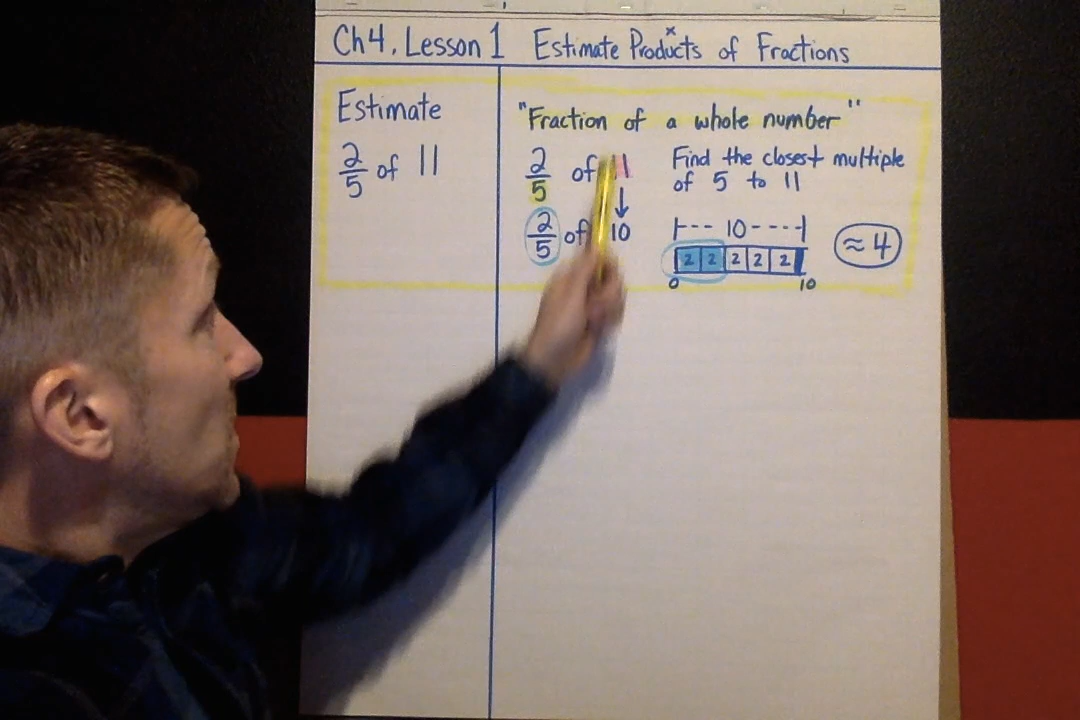 Ch4. Lesson 1 Estimate Products of Fractions
x
Estimate
2/5 of 11
"Fraction of a whole number"
2/5 of 11
Find the closest multiple
of 5 to 11
2/5 of 10
|--- 10 ----|
2 2 2 2 2
0 10
≈ 4